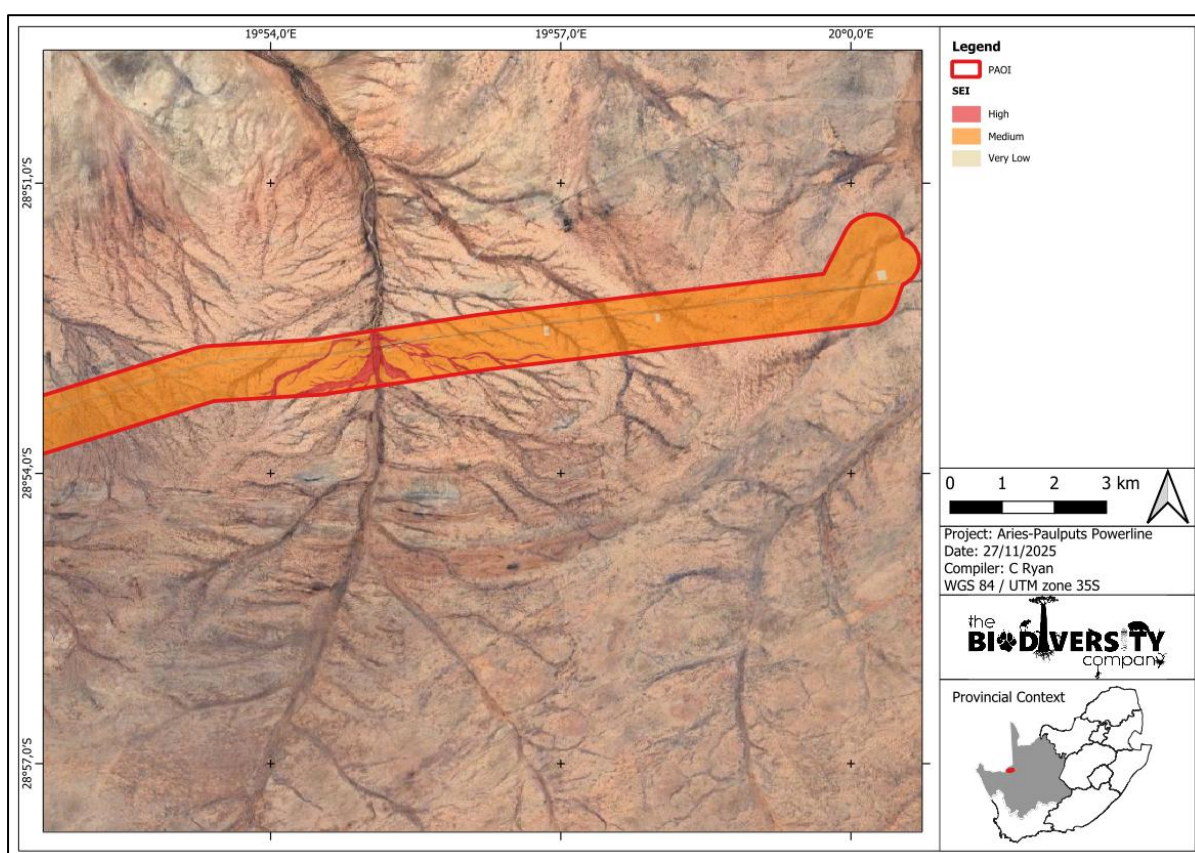 19°54,0'E 19°57,0'E 20°0,0'E
28°51,0'S
28°54,0'S
28°57,0'S
Legend
PAOI
SEI
High
Medium
Very Low
0 1 2 3 km
Project: Aries-Paulputs Powerline
Date: 27/11/2025
Compiler: C Ryan
WGS 84 / UTM zone 35S
the
BIODIVERSITY
company
Provincial Context